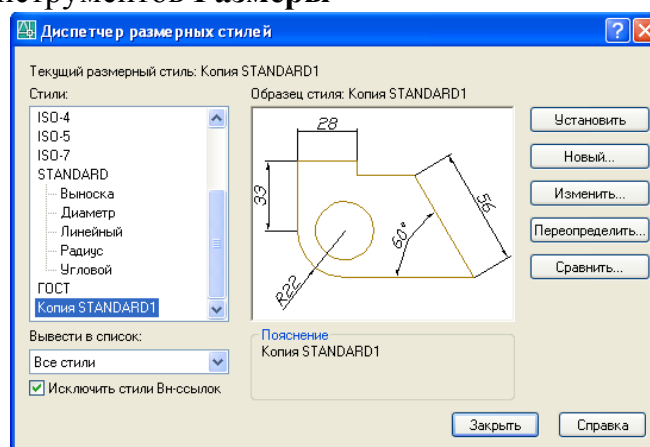 нструментов Размеры
Диспетчер размерных стилей
Текущий размерный стиль: Копия STANDARD1
Стили:
ISO-4
ISO-5
ISO-7
STANDARD
Выноска
Диаметр
Линейный
Радиус
Угловой
ГОСТ
Копия STANDARD1
Вывести в список:
Все стили
Исключить стили Вн-ссылок
Образец стиля: Копия STANDARD1
28
33
56
60°
R22
Пояснение
Копия STANDARD1
Установить
Новый...
Изменить...
Переопределить...
Сравнить...
Закрыть
Справка